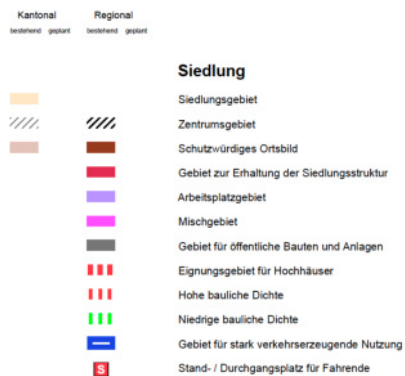 Kantonal Regional
bestehend geplant bestehend geplant
Siedlung
Siedlungsgebiet
Zentrumsgebiet
Schutzwürdiges Ortsbild
Gebiet zur Erhaltung der Siedlungsstruktur
Arbeitsplatzgebiet
Mischgebiet
Gebiet für öffentliche Bauten und Anlagen
Eignungsgebiet für Hochhäuser
Hohe bauliche Dichte
Niedrige bauliche Dichte
Gebiet für stark verkehrserzeugende Nutzung
S Stand- / Durchgangsplatz für Fahrende